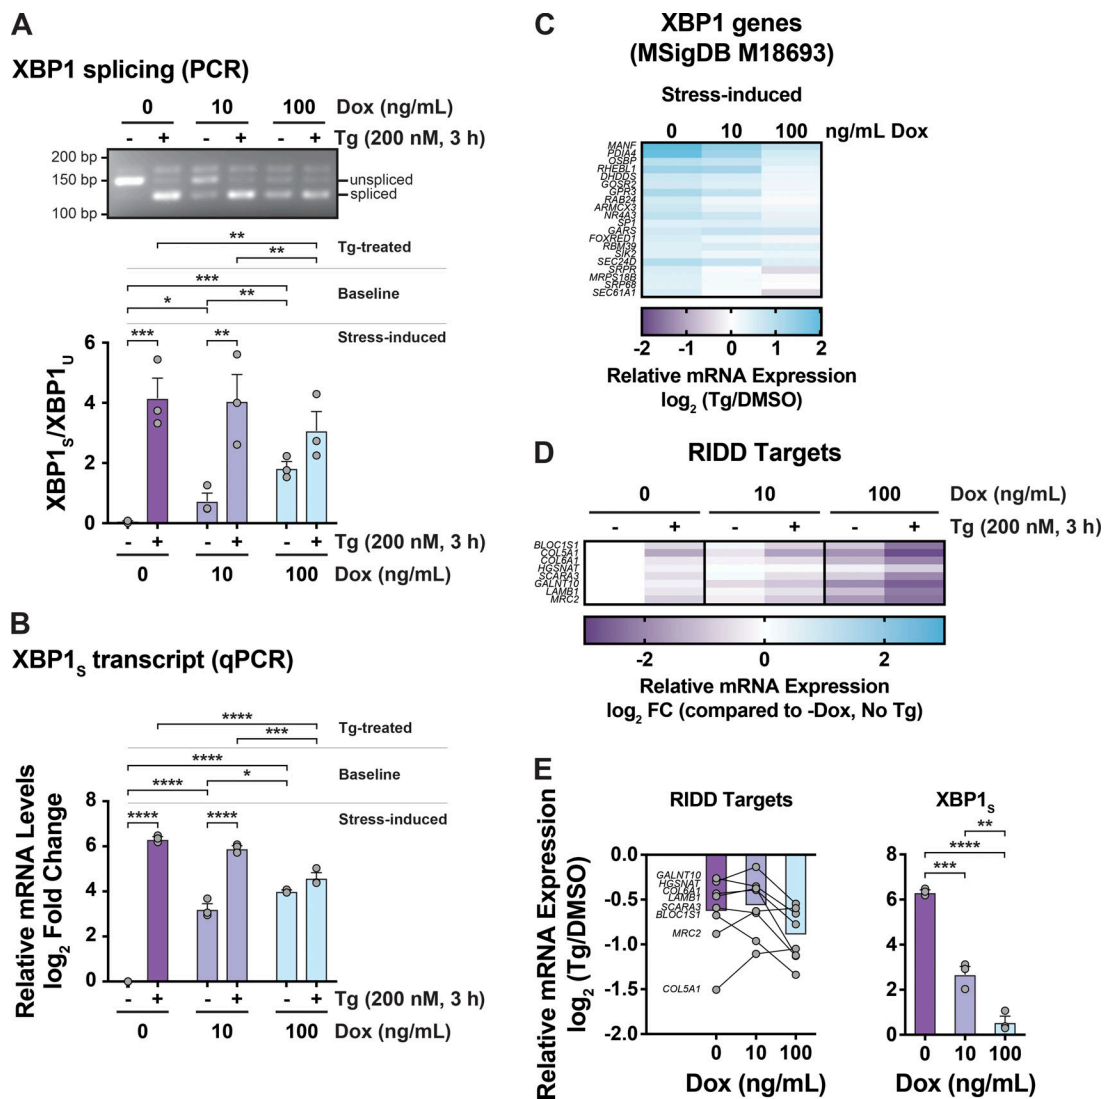 A
XBP1 splicing (PCR)
0 10 100 Dox (ng/mL)
- + - + - + Tg (200 nM, 3 h)
200 bp
150 bp
100 bp
unspliced
spliced
** Tg-treated
**
***
Baseline
* **
Stress-induced
*** **
XBP1S/XBP1U
6
4
2
0
- + - + - + Tg (200 nM, 3 h)
0 10 100 Dox (ng/mL)
B
XBP1S transcript (qPCR)
**** Tg-treated
***
****
Baseline
**** *
Stress-induced
**** ****
Relative mRNA Levels
log2 Fold Change
8
6
4
2
0
- + - + - + Tg (200 nM, 3 h)
0 10 100 Dox (ng/mL)
C
XBP1 genes
(MSigDB M18693)
Stress-induced
0 10 100 ng/mL Dox
MANF
PDIA4
OSBP
RHEBL1
DHDDS
GOSR2
GPR3
RAB24
ARMCX3
NR4A3
SP1
GARS
FOXRED1
RBM39
SIK2
SEC24D
SRPR
MRPS18B
SRP68
SEC61A1
-2 -1 0 1 2
Relative mRNA Expression
log2 (Tg/DMSO)
D
RIDD Targets
0 10 100 Dox (ng/mL)
- + - + - + Tg (200 nM, 3 h)
BLOC1S1
COL5A1
COL6A1
HGSNAT
SCARA3
GALNT10
LAMB1
MRC2
-2 0 2
Relative mRNA Expression
log2 FC (compared to -Dox, No Tg)
E
Relative mRNA Expression
log2 (Tg/DMSO)
RIDD Targets
0.0
-0.5
-1.0
-1.5
-2.0
GALNT10
HGSNAT
COL6A1
LAMB1
SCARA3
BLOC1S1
MRC2
COL5A1
0 10 100
Dox (ng/mL)
XBP1S
**
****
***
8
6
4
2
0
0 10 100
Dox (ng/mL)